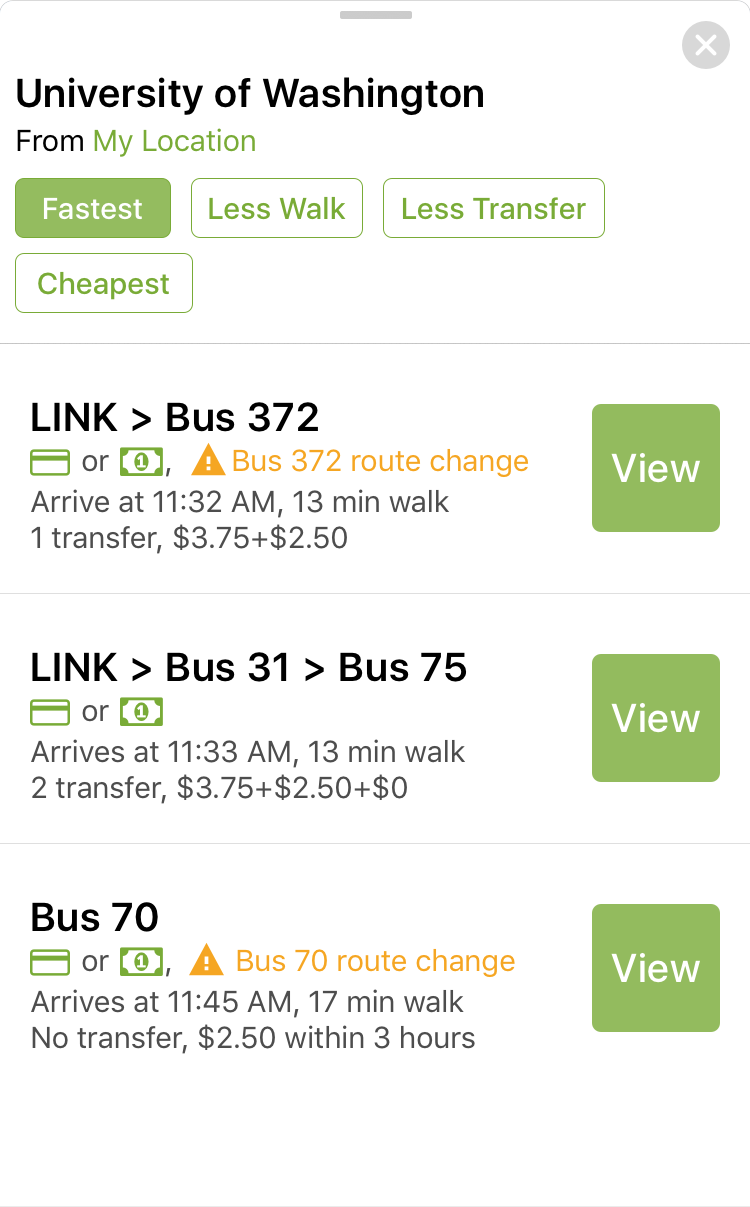 University of Washington
From My Location
Fastest Less Walk Less Transfer
Cheapest
LINK > Bus 372
or 1, Bus 372 route change
Arrive at 11:32 AM, 13 min walk
1 transfer, $3.75+$2.50
View
LINK > Bus 31 > Bus 75
or 1
Arrives at 11:33 AM, 13 min walk
2 transfer, $3.75+$2.50+$0
View
Bus 70
or 1, Bus 70 route change
Arrives at 11:45 AM, 17 min walk
No transfer, $2.50 within 3 hours
View